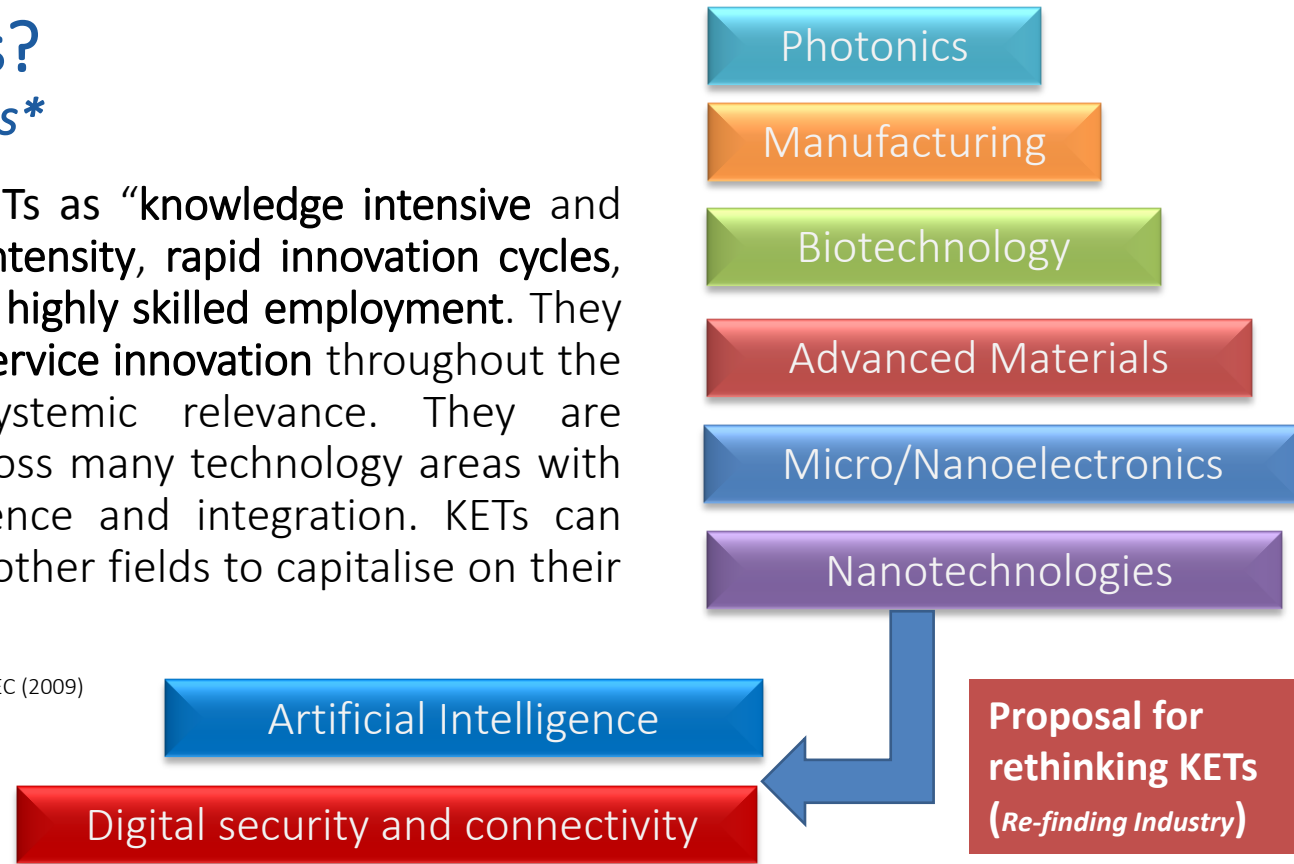 s?
s*
Ts as “knowledge intensive and
ntensity, rapid innovation cycles,
highly skilled employment. They
ervice innovation throughout the
ystemic relevance. They are
oss many technology areas with
ence and integration. KETs can
other fields to capitalise on their
EC (2009)
Photonics
Manufacturing
Biotechnology
Advanced Materials
Micro/Nanoelectronics
Nanotechnologies
Artificial Intelligence
Digital security and connectivity
Proposal for
rethinking KETs
(Re-finding Industry)